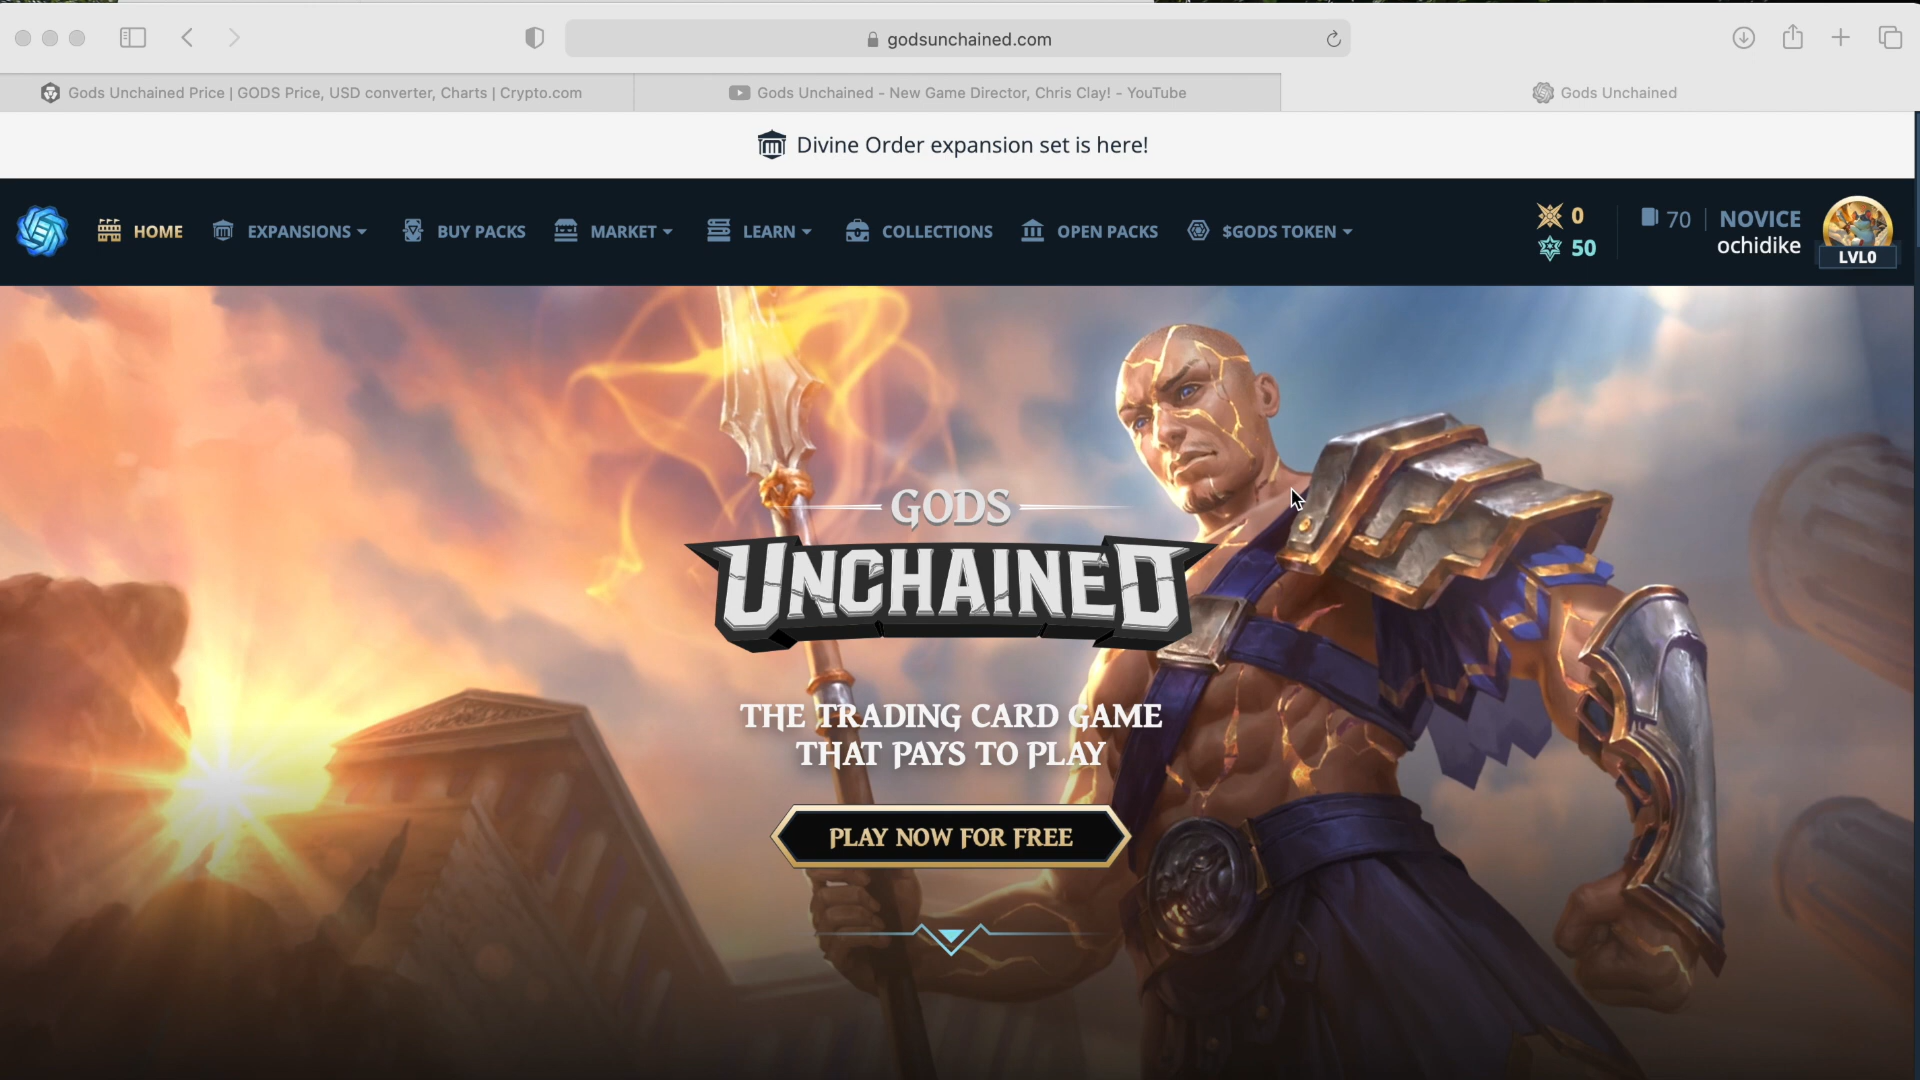 godsunchained.com
Gods Unchained Price | GODS Price, USD converter, Charts | Crypto.com
Gods Unchained - New Game Director, Chris Clay! - YouTube
Gods Unchained
Divine Order expansion set is here!
HOME
EXPANSIONS
BUY PACKS
MARKET
LEARN
COLLECTIONS
OPEN PACKS
$GODS TOKEN
0
50
70
NOVICE
ochidike
LVL0
GODS
UNCHAINED
THE TRADING CARD GAME
THAT PAYS TO PLAY
PLAY NOW FOR FREE